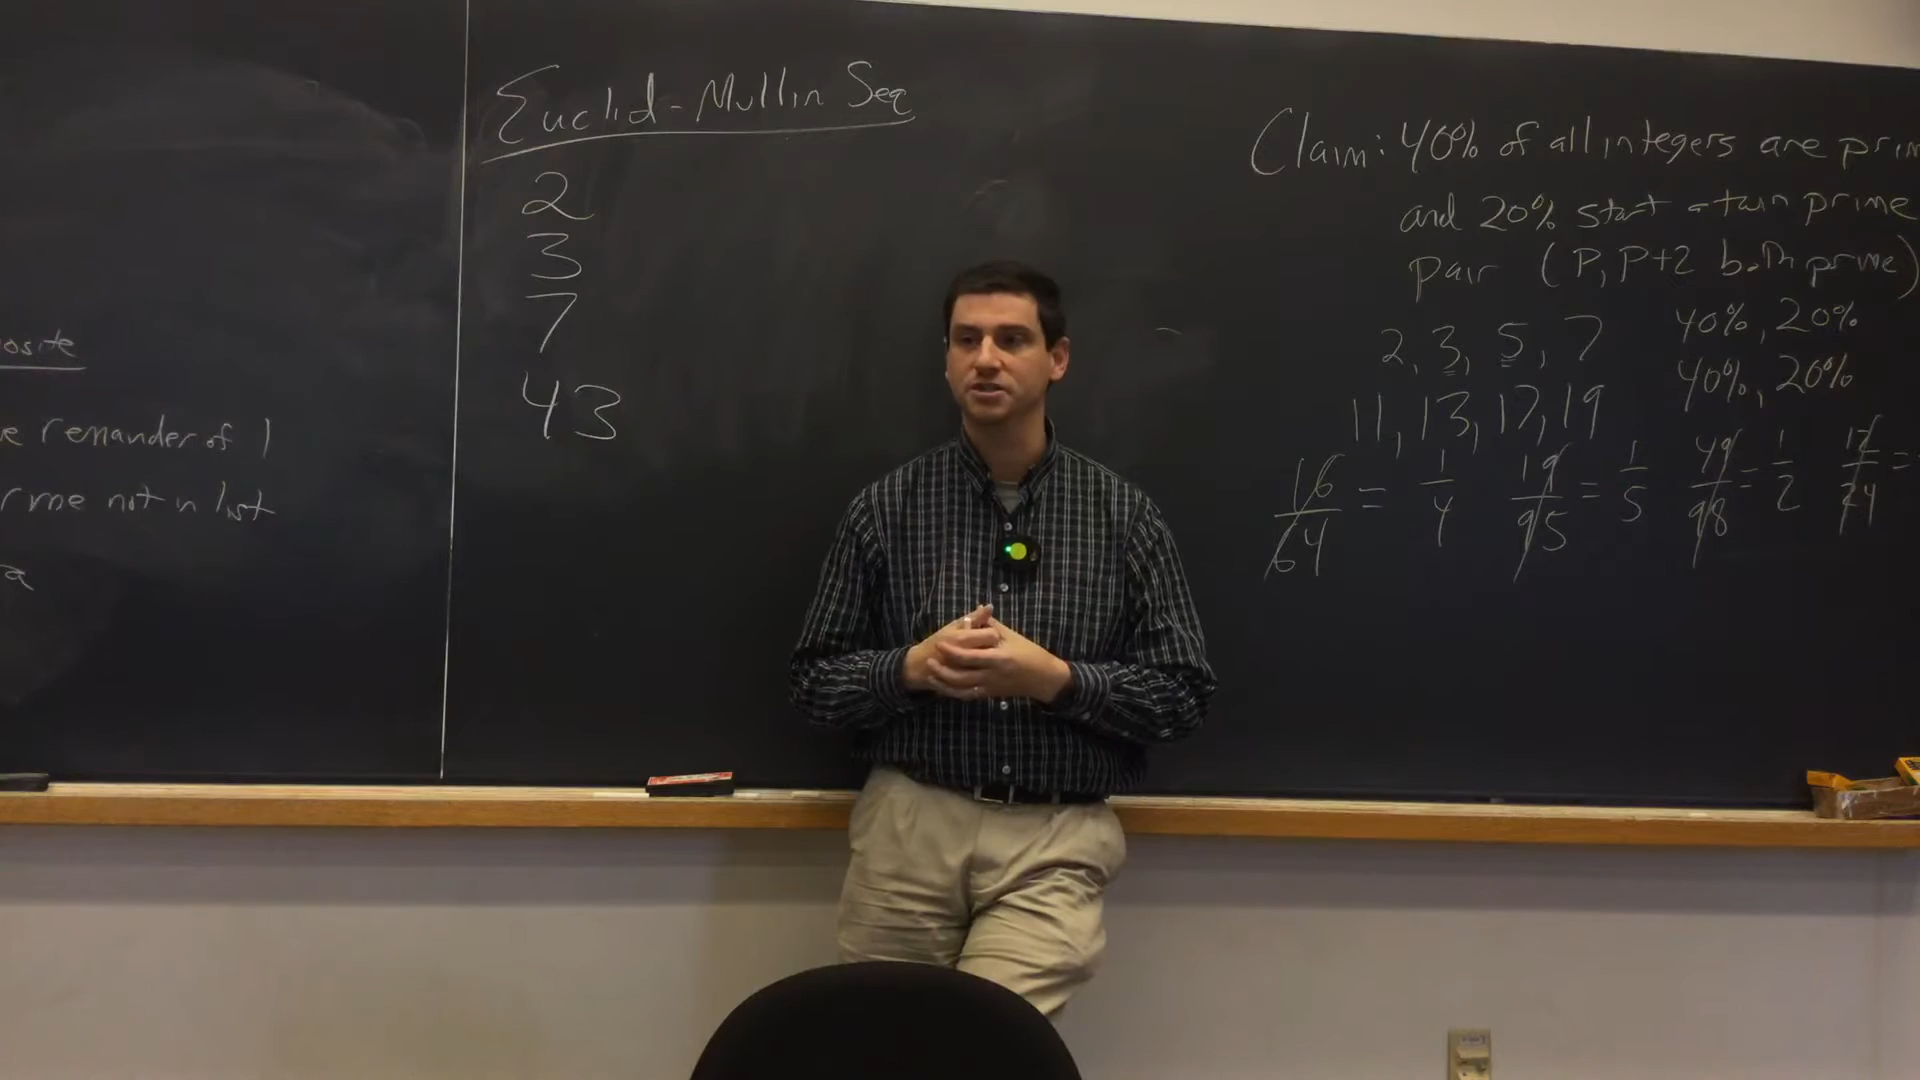 osite
e remainder of 1
rime not in list
a
Euclid-Mullin Seq
2
3
7
43
Claim: 40% of all integers are prim
and 20% start a twin prime
pair (P, P+2 both prime)
2, 3, 5, 7 40%, 20%
11, 13, 17, 19 40%, 20%
16/64 = 1/4 19/95 = 1/5 49/98 = 1/2 12/24 =